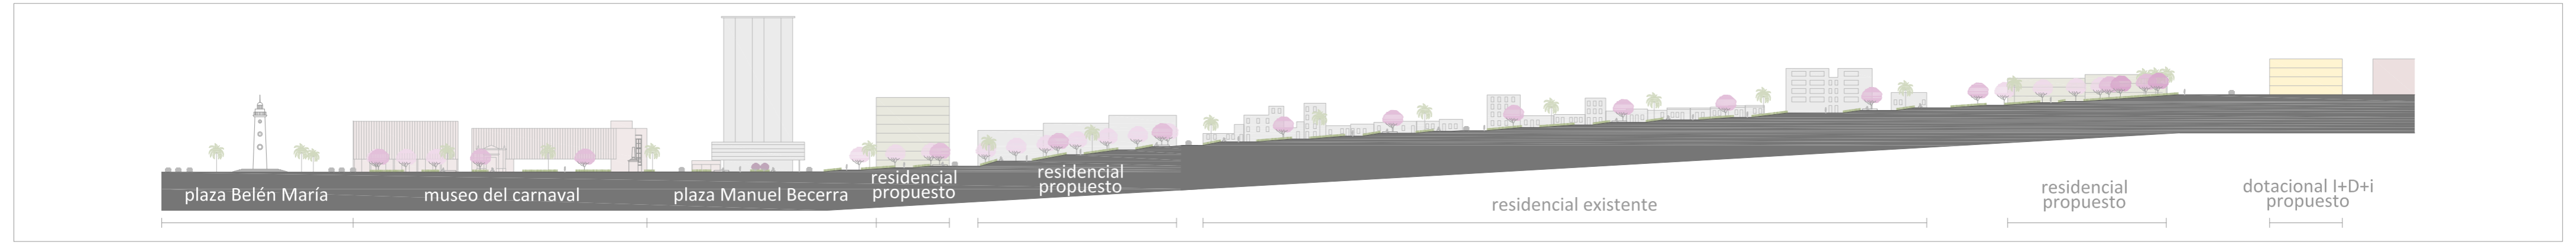 plaza Belén María
museo del carnaval
plaza Manuel Becerra
residencial
propuesto
residencial
propuesto
residencial existente
residencial
propuesto
dotacional I+D+i
propuesto